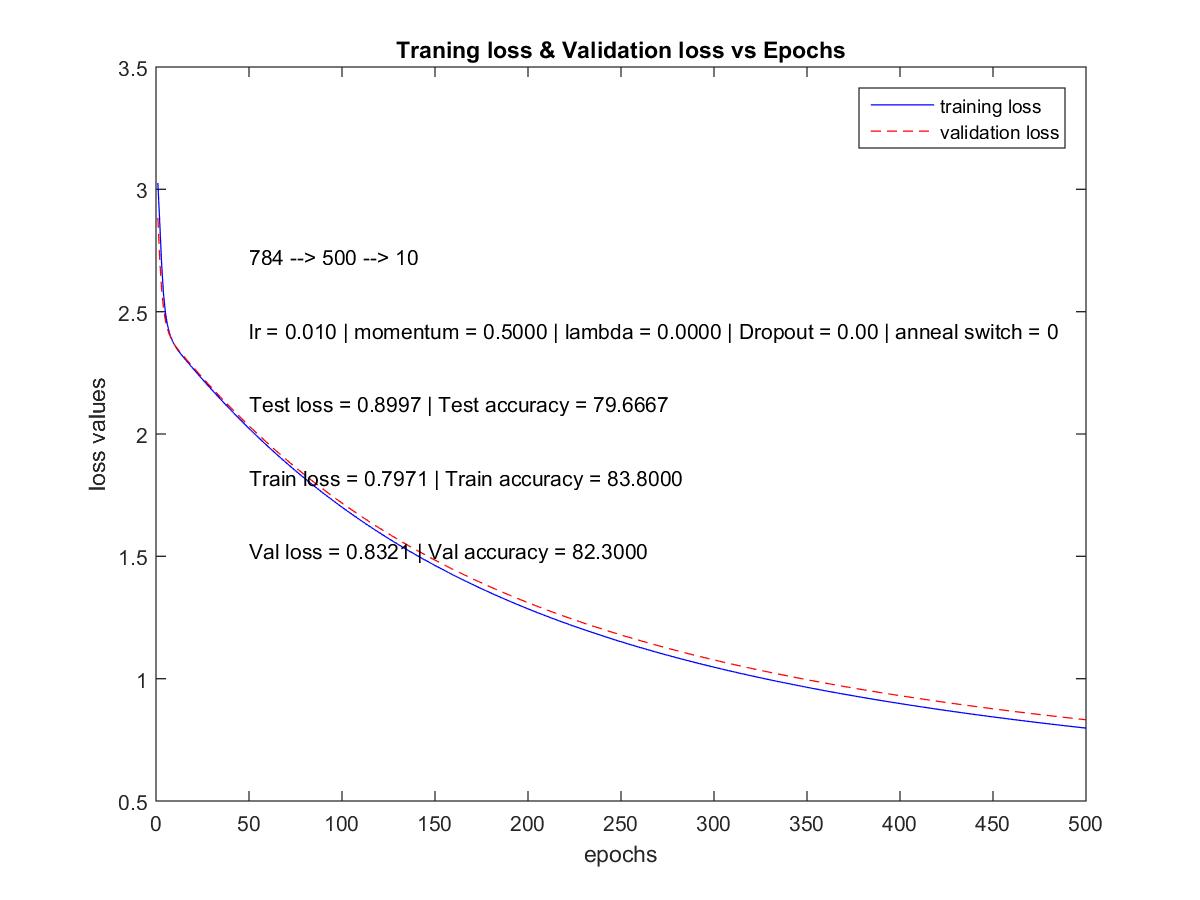 Traning loss & Validation loss vs Epochs
3.5
3
2.5
2
1.5
1
0.5
loss values
training loss
validation loss
784 --> 500 --> 10
lr = 0.010 | momentum = 0.5000 | lambda = 0.0000 | Dropout = 0.00 | anneal switch = 0
Test loss = 0.8997 | Test accuracy = 79.6667
Train loss = 0.7971 | Train accuracy = 83.8000
Val loss = 0.8321 | Val accuracy = 82.3000
0 50 100 150 200 250 300 350 400 450 500
epochs